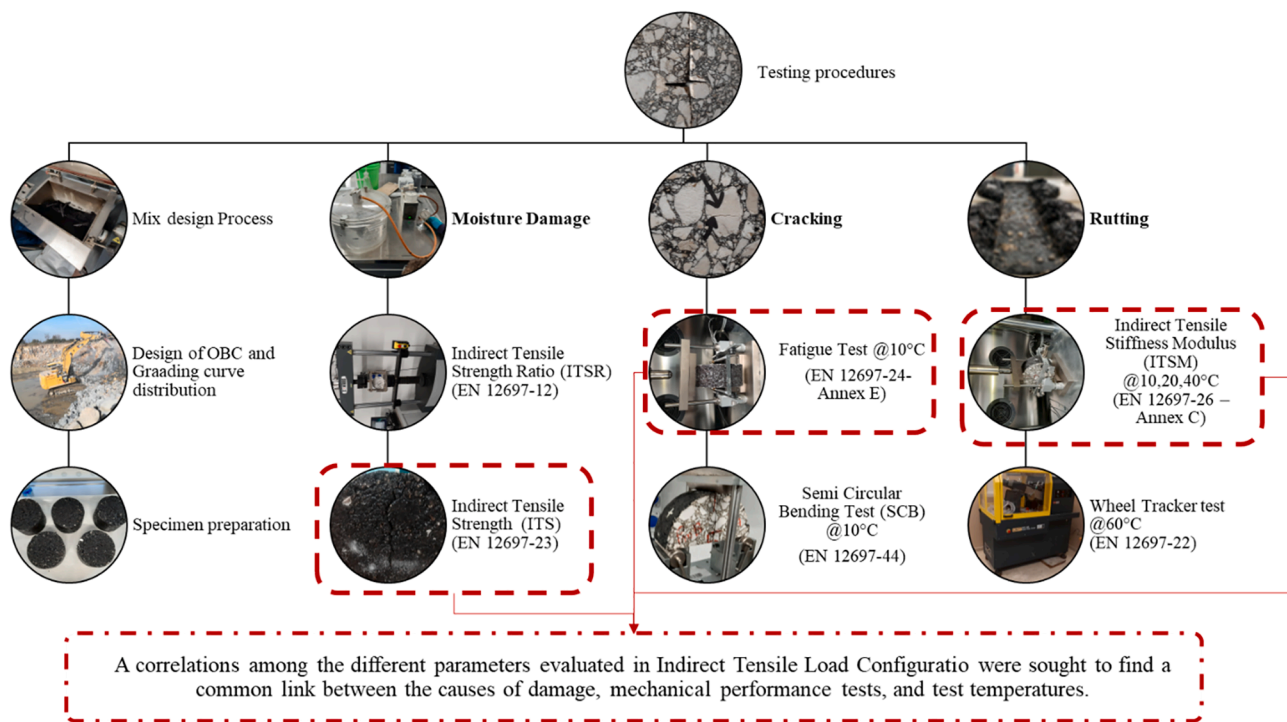 Testing procedures
Mix design Process
Moisture Damage
Cracking
Rutting
Design of OBC and
Graading curve
distribution
Indirect Tensile
Strength Ratio (ITSR)
(EN 12697-12)
Fatigue Test @10°C
(EN 12697-24-
Annex E)
Indirect Tensile
Stiffness Modulus
(ITSM)
@10,20,40°C
(EN 12697-26 –
Annex C)
Specimen preparation
Indirect Tensile
Strength (ITS)
(EN 12697-23)
Semi Circular
Bending Test (SCB)
@10°C
(EN 12697-44)
Wheel Tracker test
@60°C
(EN 12697-22)
A correlations among the different parameters evaluated in Indirect Tensile Load Configuratio were sought to find a
common link between the causes of damage, mechanical performance tests, and test temperatures.